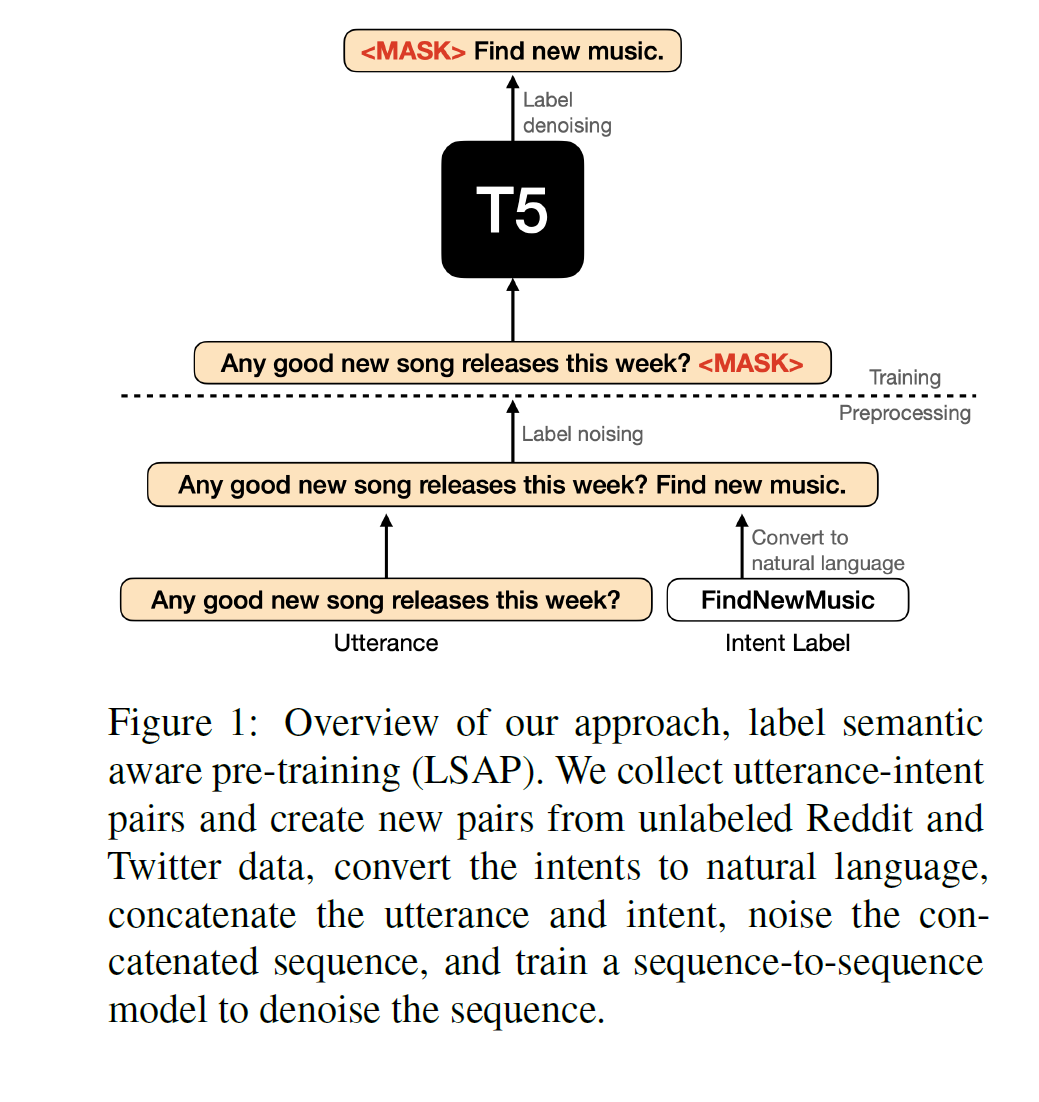 <MASK> Find new music.
Label
denoising
T5
Any good new song releases this week? <MASK>
Training
Preprocessing
Label noising
Any good new song releases this week? Find new music.
Convert to
natural language
Any good new song releases this week?
FindNewMusic
Utterance
Intent Label
Figure 1: Overview of our approach, label semantic
aware pre-training (LSAP). We collect utterance-intent
pairs and create new pairs from unlabeled Reddit and
Twitter data, convert the intents to natural language,
concatenate the utterance and intent, noise the con-
catenated sequence, and train a sequence-to-sequence
model to denoise the sequence.